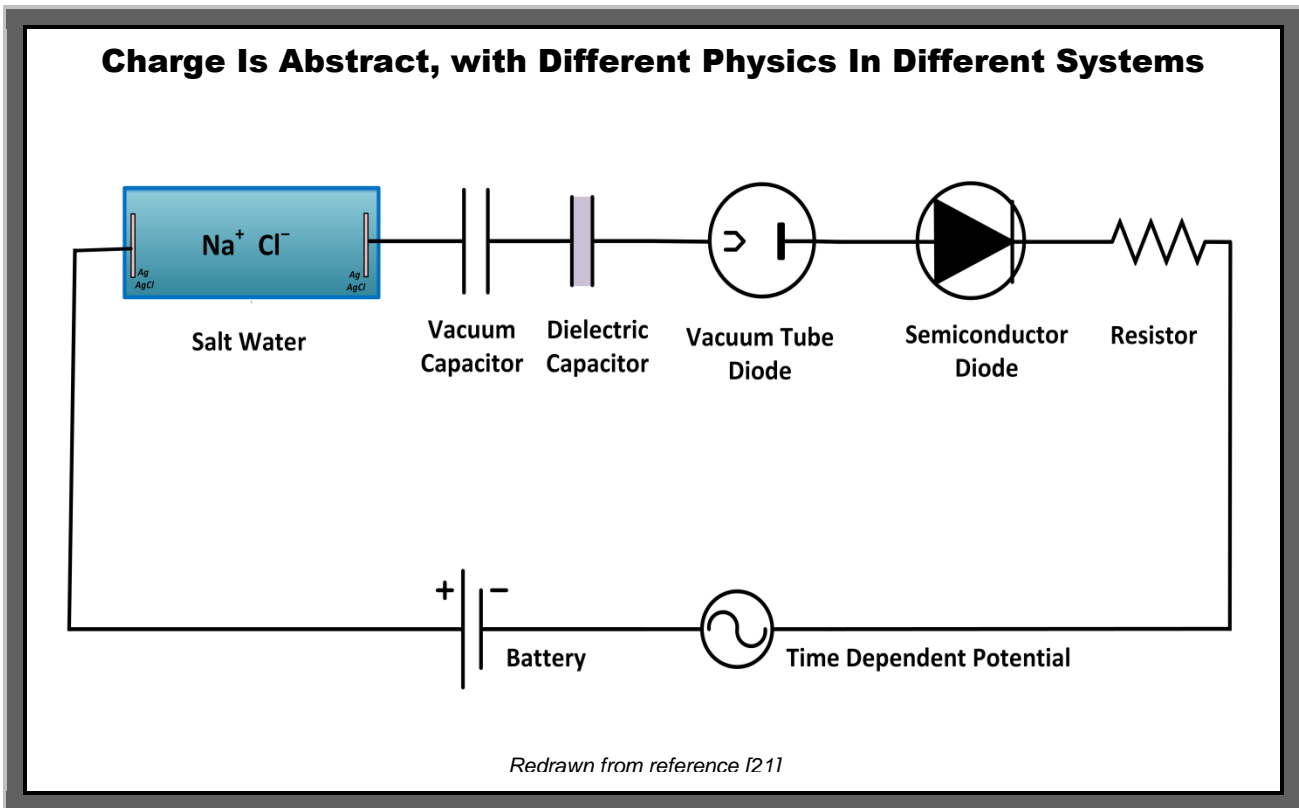 Charge Is Abstract, with Different Physics In Different Systems
Na⁺ Cl⁻
Ag
AgCl
Ag
AgCl
Salt Water
Vacuum
Capacitor
Dielectric
Capacitor
Vacuum Tube
Diode
Semiconductor
Diode
Resistor
+ −
Battery
Time Dependent Potential
Redrawn from reference [21]